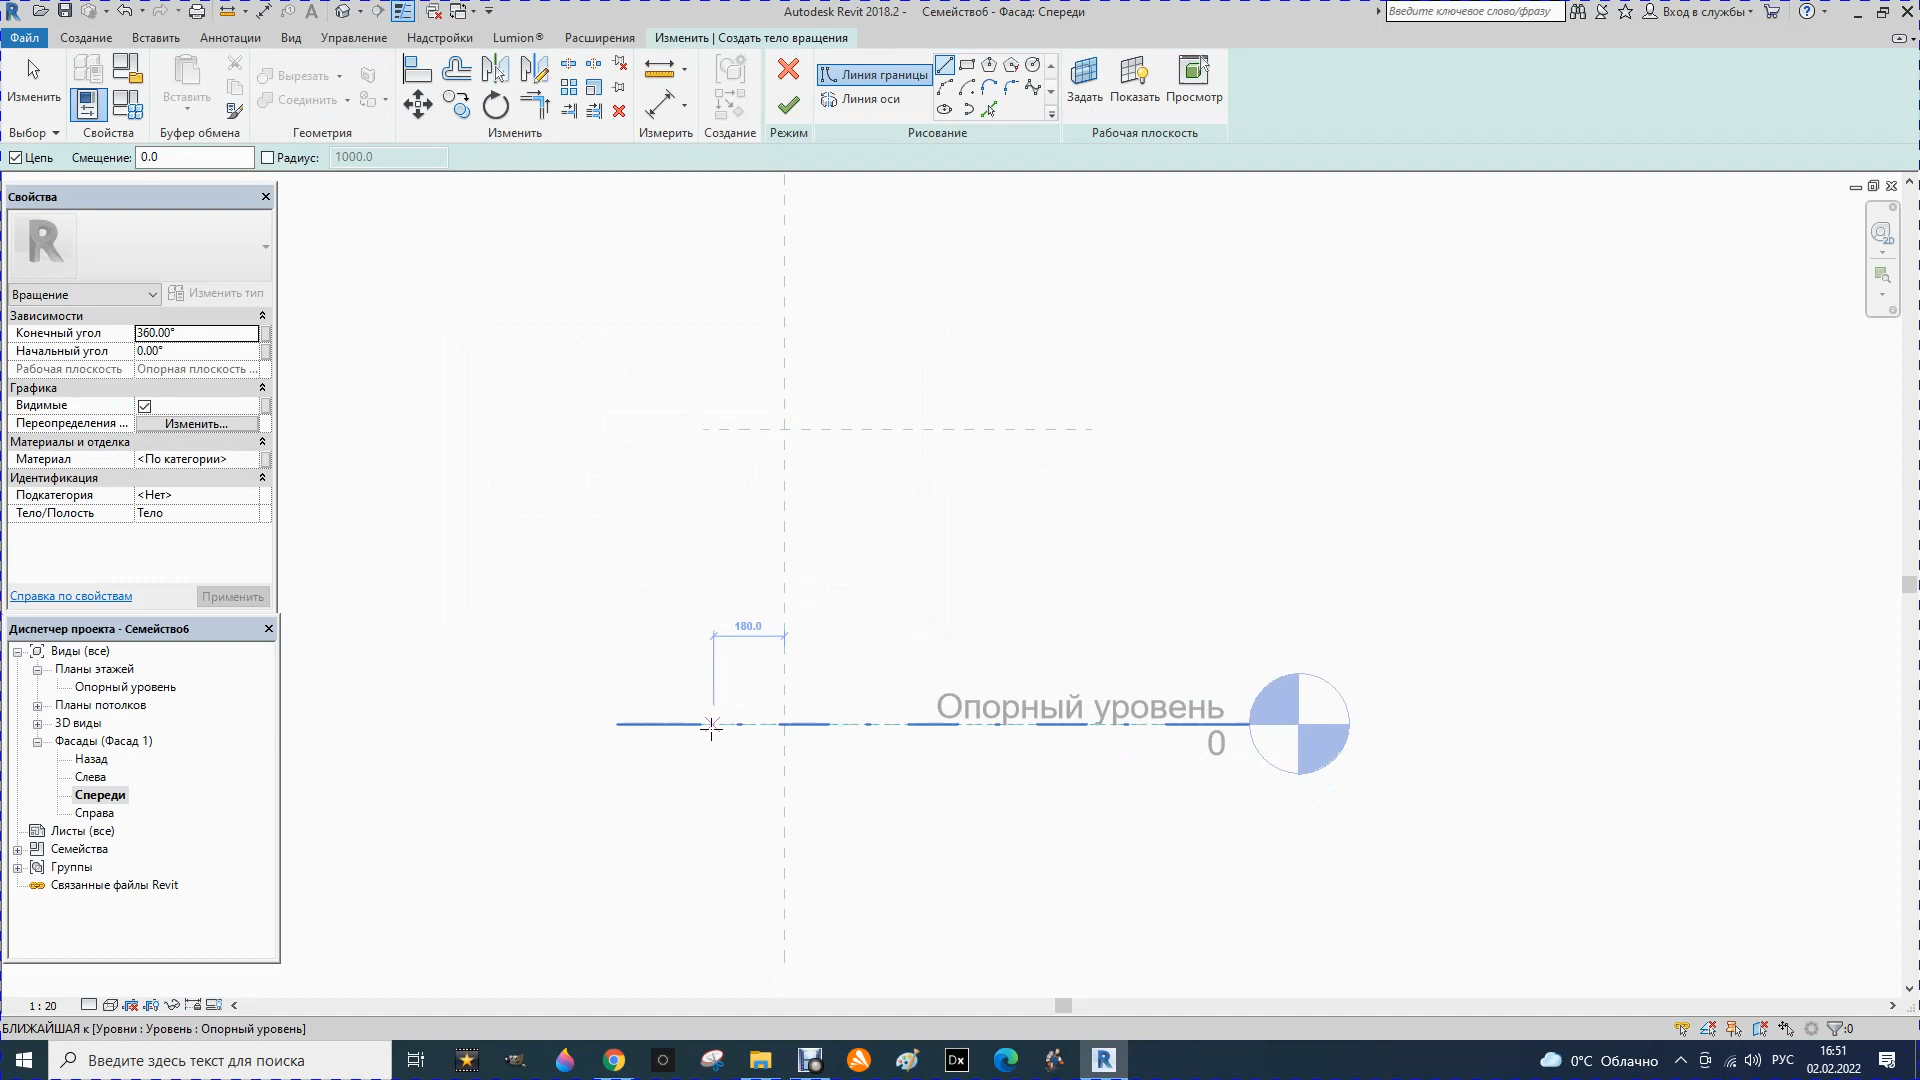 Autodesk Revit 2018.2 -     Семейство6 - Фасад: Спереди
Введите ключевое слово/фразу
Вход в службы
Файл
Создание
Вставить
Аннотации
Вид
Управление
Надстройки
Lumion®
Расширения
Изменить | Создать тело вращения
Изменить
Вставить
Вырезать
Соединить
Линия границы
Линия оси
Задать
Показать
Просмотр
Выбор
Свойства
Буфер обмена
Геометрия
Изменить
Измерить
Создание
Режим
Рисование
Рабочая плоскость
Цепь
Смещение:
0.0
Радиус:
1000.0
Свойства
Вращение
Изменить тип
Зависимости
Конечный угол
360.00°
Начальный угол
0.00°
Рабочая плоскость
Опорная плоскость ...
Графика
Видимые
Переопределения ...
Изменить...
Материалы и отделка
Материал
<По категории>
Идентификация
Подкатегория
<Нет>
Тело/Полость
Тело
Справка по свойствам
Применить
Диспетчер проекта - Семейство6
Виды (все)
Планы этажей
Опорный уровень
Планы потолков
3D виды
Фасады (Фасад 1)
Назад
Слева
Спереди
Справа
Листы (все)
Семейства
Группы
Связанные файлы Revit
180.0
Опорный уровень
0
2D
1 : 20
БЛИЖАЙШАЯ к [Уровни : Уровень : Опорный уровень]
:0
Введите здесь текст для поиска
Dx
0°C Облачно
РУС
16:51
02.02.2022